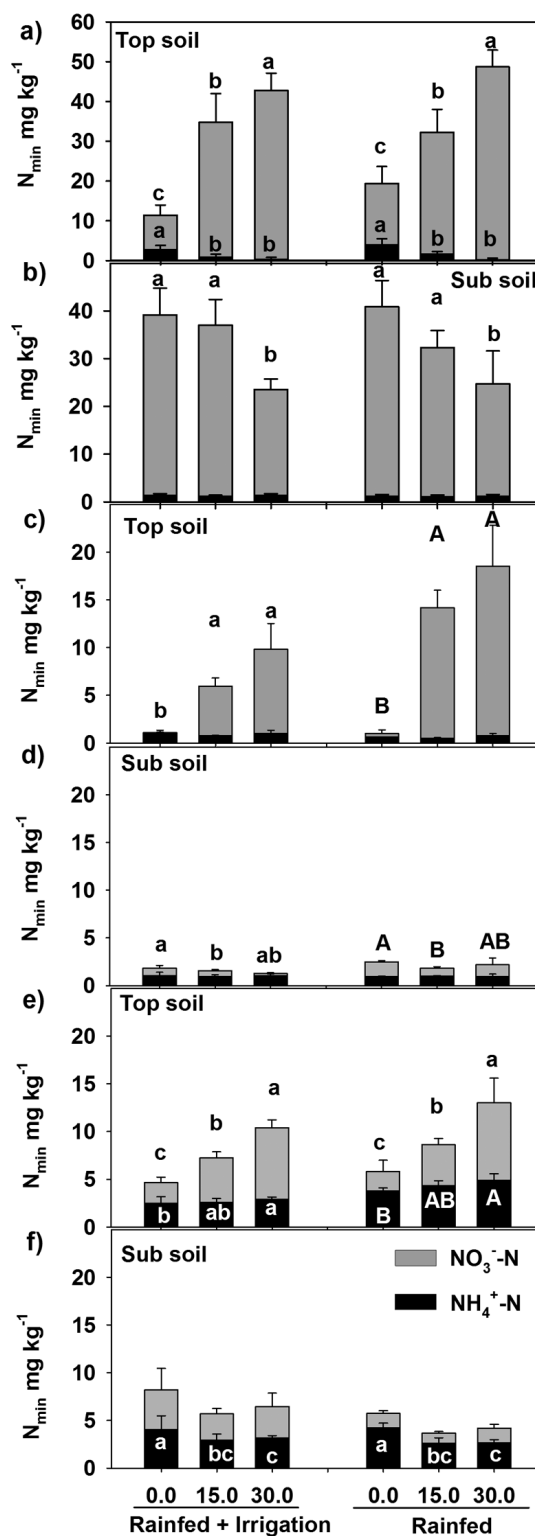 a)
Top soil
60
50
40
30
20
10
0
N_min mg kg⁻¹
c b a c b a
a b b a b b
b)
Sub soil
40
30
20
10
0
N_min mg kg⁻¹
a a b a a b
c)
Top soil
20
15
10
5
0
N_min mg kg⁻¹
b a a B A A
d)
Sub soil
20
15
10
5
0
N_min mg kg⁻¹
a b ab A B AB
e)
Top soil
20
15
10
5
0
N_min mg kg⁻¹
c b a c b a
b ab a B AB A
f)
Sub soil
NO₃⁻-N
NH₄⁺-N
20
15
10
5
0
N_min mg kg⁻¹
a bc c a bc c
0.0 15.0 30.0 0.0 15.0 30.0
Rainfed + Irrigation Rainfed